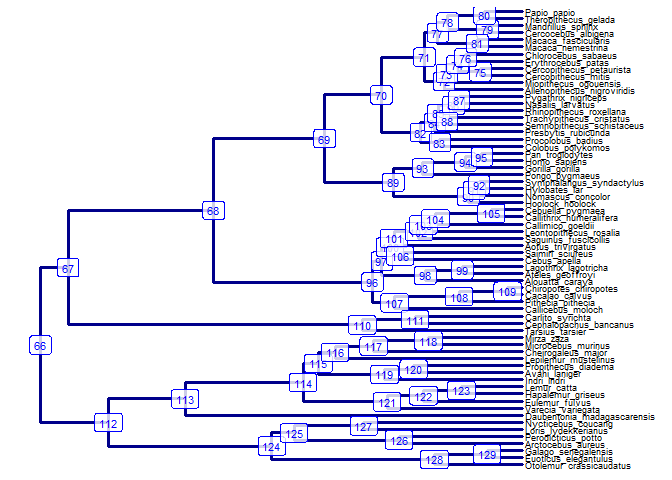 Papio_papio
Theropithecus_gelada
Mandrillus_sphinx
Cercocebus_albigena
Macaca_fascicularis
Macaca_nemestrina
Chlorocebus_sabaeus
Erythrocebus_patas
Cercopithecus_petaurista
Cercopithecus_mitis
Miopithecus_ogouensis
Allenopithecus_nigroviridis
Pygathrix_nigriceps
Nasalis_larvatus
Rhinopithecus_roxellana
Trachypithecus_cristatus
Semnopithecus_schistaceus
Presbytis_rubicunda
Procolobus_badius
Colobus_polykomos
Pan_troglodytes
Homo_sapiens
Gorilla_gorilla
Pongo_pygmaeus
Symphalangus_syndactylus
Hylobates_lar
Nomascus_concolor
Hoolock_hoolock
Cebuella_pygmaea
Callithrix_humeralifera
Callimico_goeldii
Leontopithecus_rosalia
Saguinus_fuscicollis
Aotus_trivirgatus
Saimiri_sciureus
Cebus_apella
Lagothrix_lagotricha
Ateles_geoffroyi
Alouatta_caraya
Chiropotes_chiropotes
Cacajao_calvus
Pithecia_pithecia
Callicebus_moloch
Carlito_syrichta
Cephalopachus_bancanus
Tarsius_tarsier
Mirza_zaza
Microcebus_murinus
Cheirogaleus_major
Lepilemur_mustelinus
Propithecus_diadema
Avahi_laniger
Indri_indri
Lemur_catta
Hapalemur_griseus
Eulemur_fulvus
Varecia_variegata
Daubentonia_madagascarensis
Nycticebus_coucang
Loris_lydekkerianus
Perodicticus_potto
Arctocebus_aureus
Galago_senegalensis
Euoticus_elegantulus
Otolemur_crassicaudatus
80
78
79
77
81
71
76
75
73
70
87
88
82
69
83
95
94
93
89
92
68
105
104
101
106
97
67
99
98
96
109
108
107
111
110
118
66
117
116
115
120
119
114
123
122
113
121
112
127
125
126
124
129
128